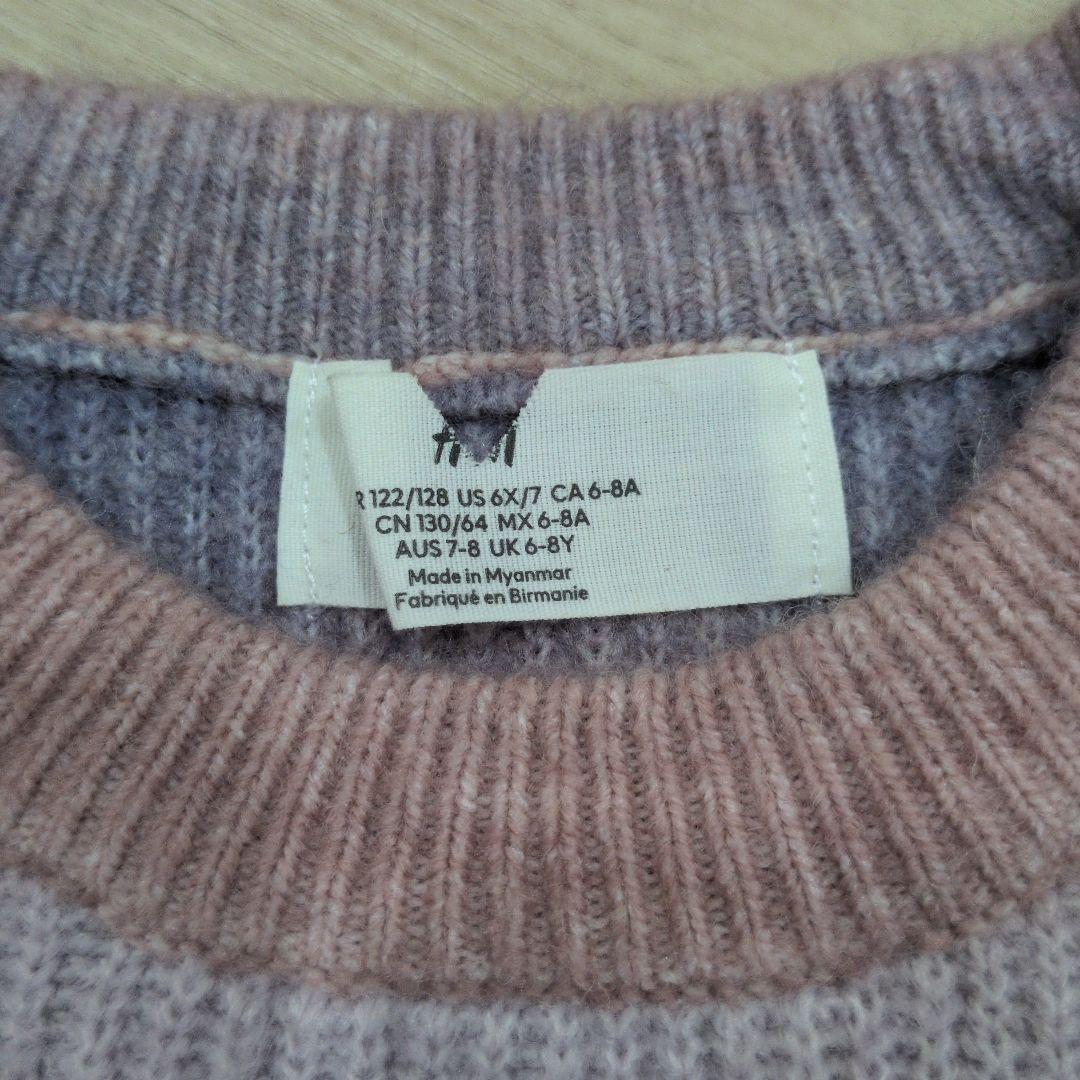 122/128 US 6X/7 CA 6-8A
CN 130/64 MX 6-8A
AUS 7-8 UK 6-8Y
Made in Myanmar
Fabriqué en Birmanie